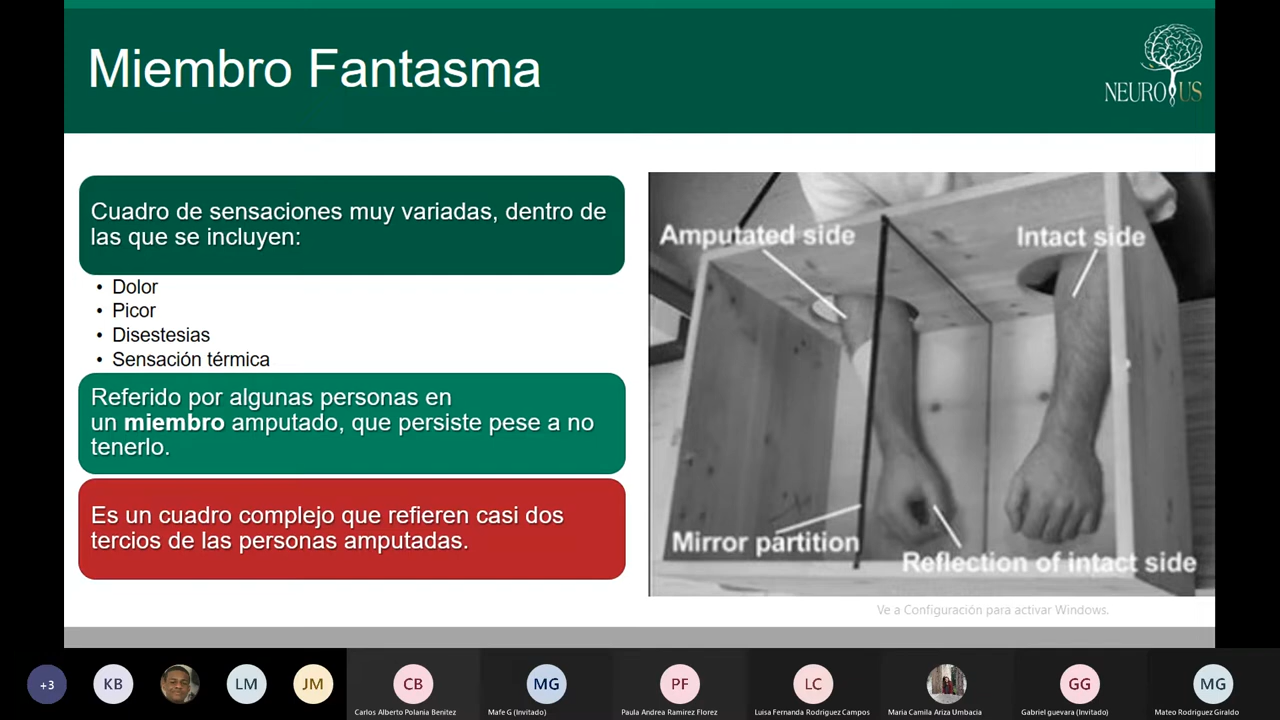 Miembro Fantasma
NEURO US
Cuadro de sensaciones muy variadas, dentro de
las que se incluyen:
• Dolor
• Picor
• Disestesias
• Sensación térmica
Referido por algunas personas en
un miembro amputado, que persiste pese a no
tenerlo.
Es un cuadro complejo que refieren casi dos
tercios de las personas amputadas.
Amputated side
Intact side
Mirror partition
Reflection of intact side
Ve a Configuración para activar Windows.
+3
KB
LM
JM
CB
MG
PF
LC
GG
MG
Carlos Alberto Polania Benitez
Mafe G (Invitado)
Paula Andrea Ramirez Florez
Luisa Fernanda Rodriguez Campos
Maria Camila Ariza Umbacia
Gabriel guevara (Invitado)
Mateo Rodriguez Giraldo